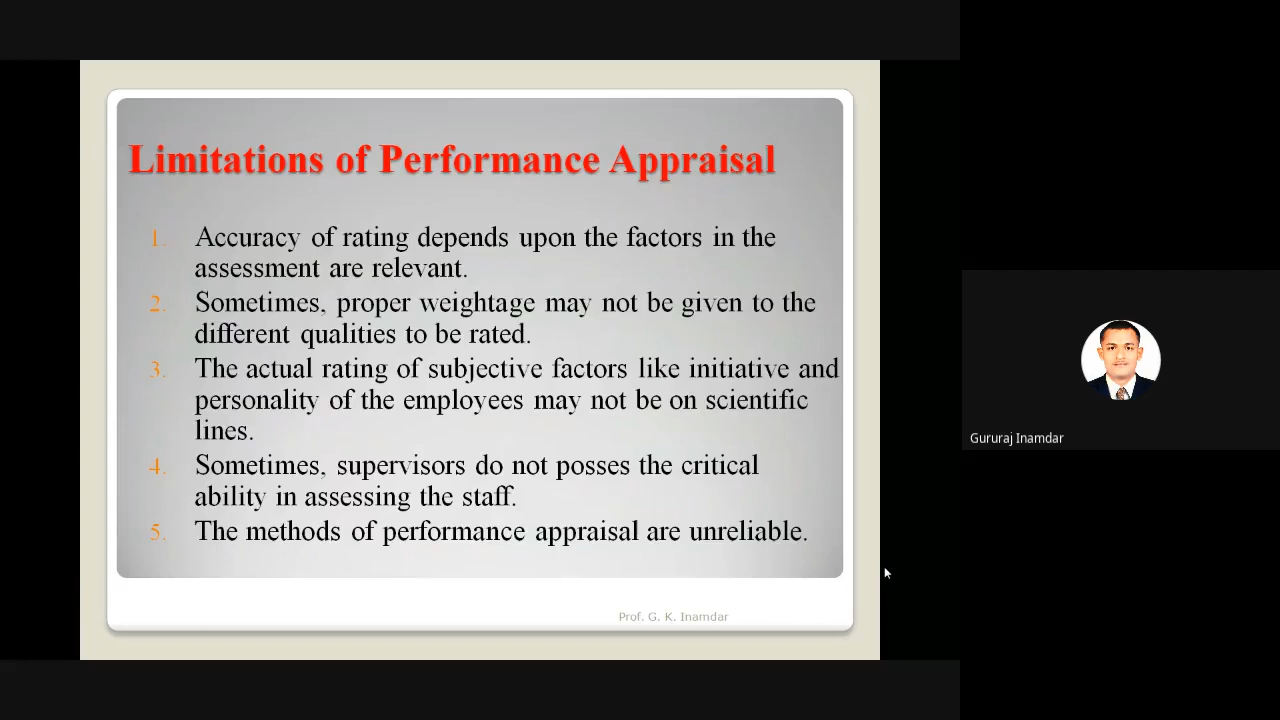 Limitations of Performance Appraisal
1. Accuracy of rating depends upon the factors in the
assessment are relevant.
2. Sometimes, proper weightage may not be given to the
different qualities to be rated.
3. The actual rating of subjective factors like initiative and
personality of the employees may not be on scientific
lines.
4. Sometimes, supervisors do not posses the critical
ability in assessing the staff.
5. The methods of performance appraisal are unreliable.
Prof. G. K. Inamdar
Gururaj Inamdar